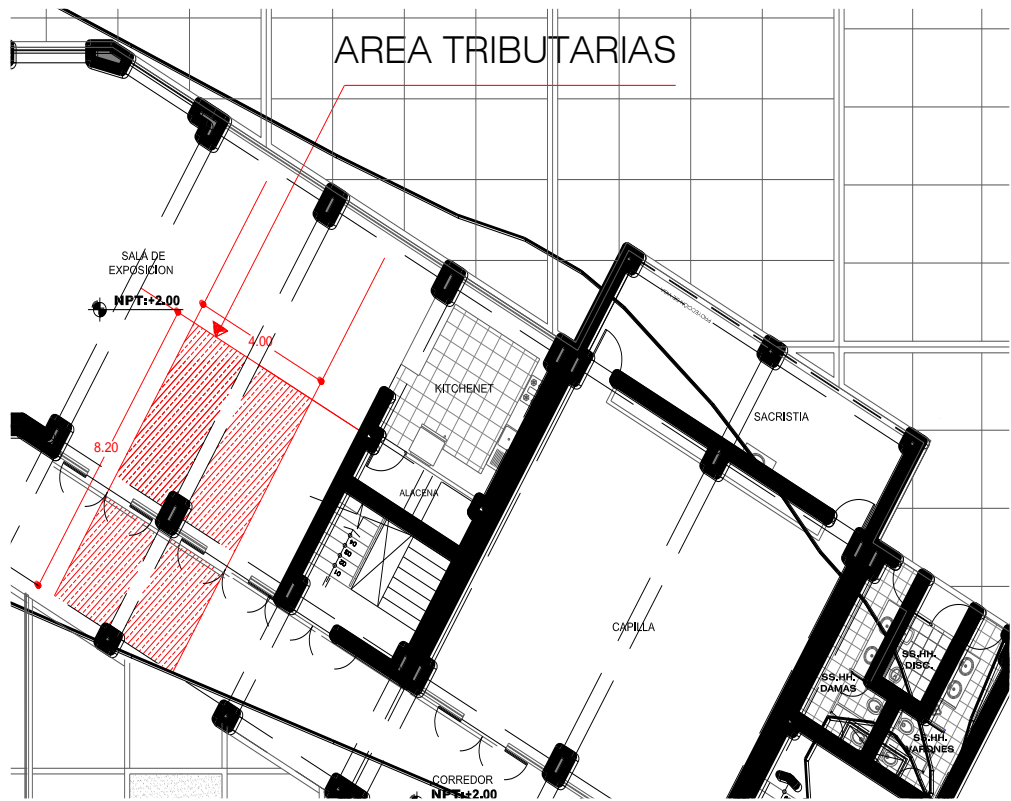 AREA TRIBUTARIAS
SALA DE
EXPOSICION
NPT:+2.00
4.00
8.20
KITCHENET
ALACENA
SACRISTIA
CAPILLA
SS.HH.
DISC.
SS.HH.
DAMAS
SS.HH.
VARONES
CORREDOR
NPT:+2.00